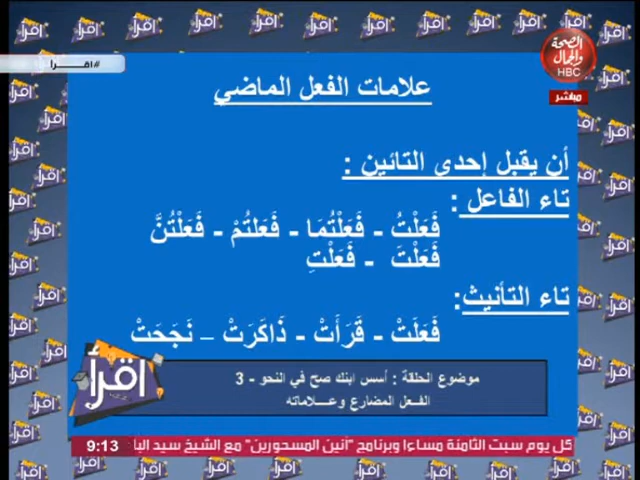 #اقرأ
الصحة
والجمال
HBC
مباشر
علامات الفعل الماضي
أن يقبل إحدى التائين :
تاء الفاعل :
فَعَلْتُ - فَعَلْتُمَا - فَعَلتُمْ - فَعَلْتُنَّ
فَعَلْتَ - فَعَلْتِ
تاء التأنيث:
فَعَلَتْ - قَرَأَتْ - ذَاكَرَتْ – نَجَحَتْ
اقرأ
موضوع الحلقة : أسس ابنك صح في النحو - 3
الفعل المضارع وعلاماته
كل يوم سبت الثامنة مساءا وبرنامج "أنين المسحورين" مع الشيخ سيد
9:13